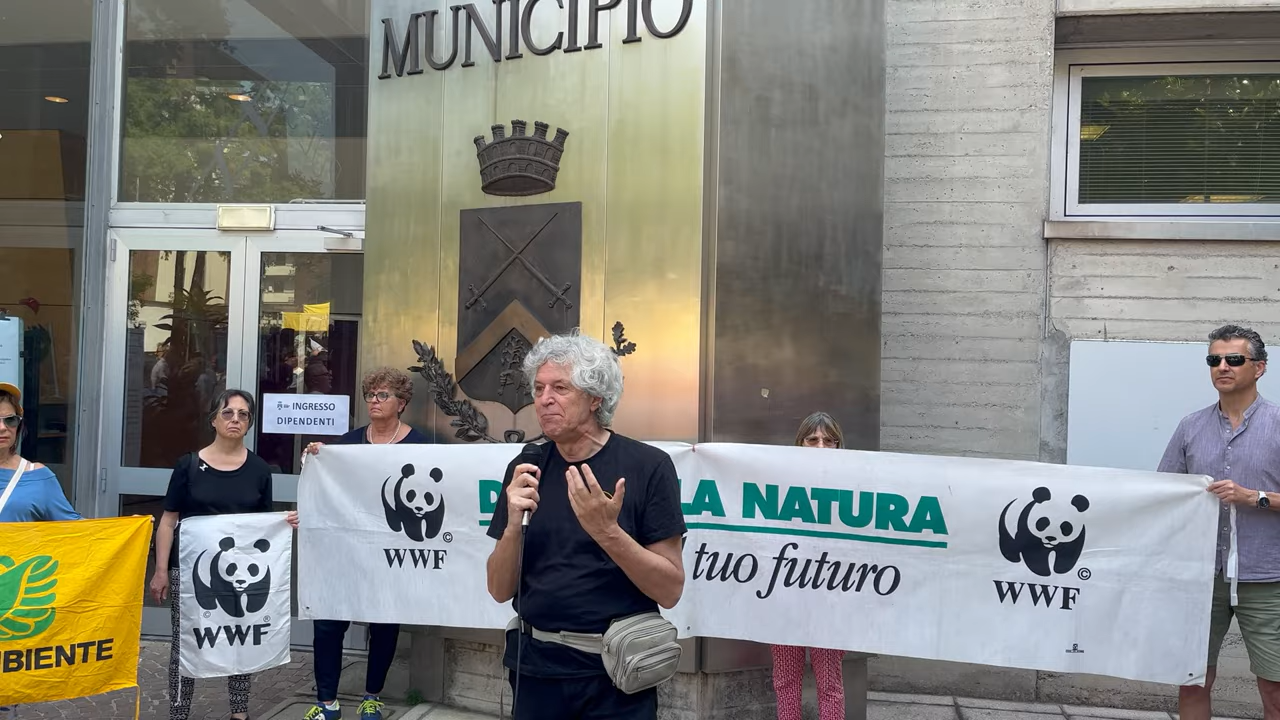 MUNICIPIO
INGRESSO
DIPENDENTI
LA NATURA
tuo futuro
©
WWF
©
WWF
©
WWF
BIENTE